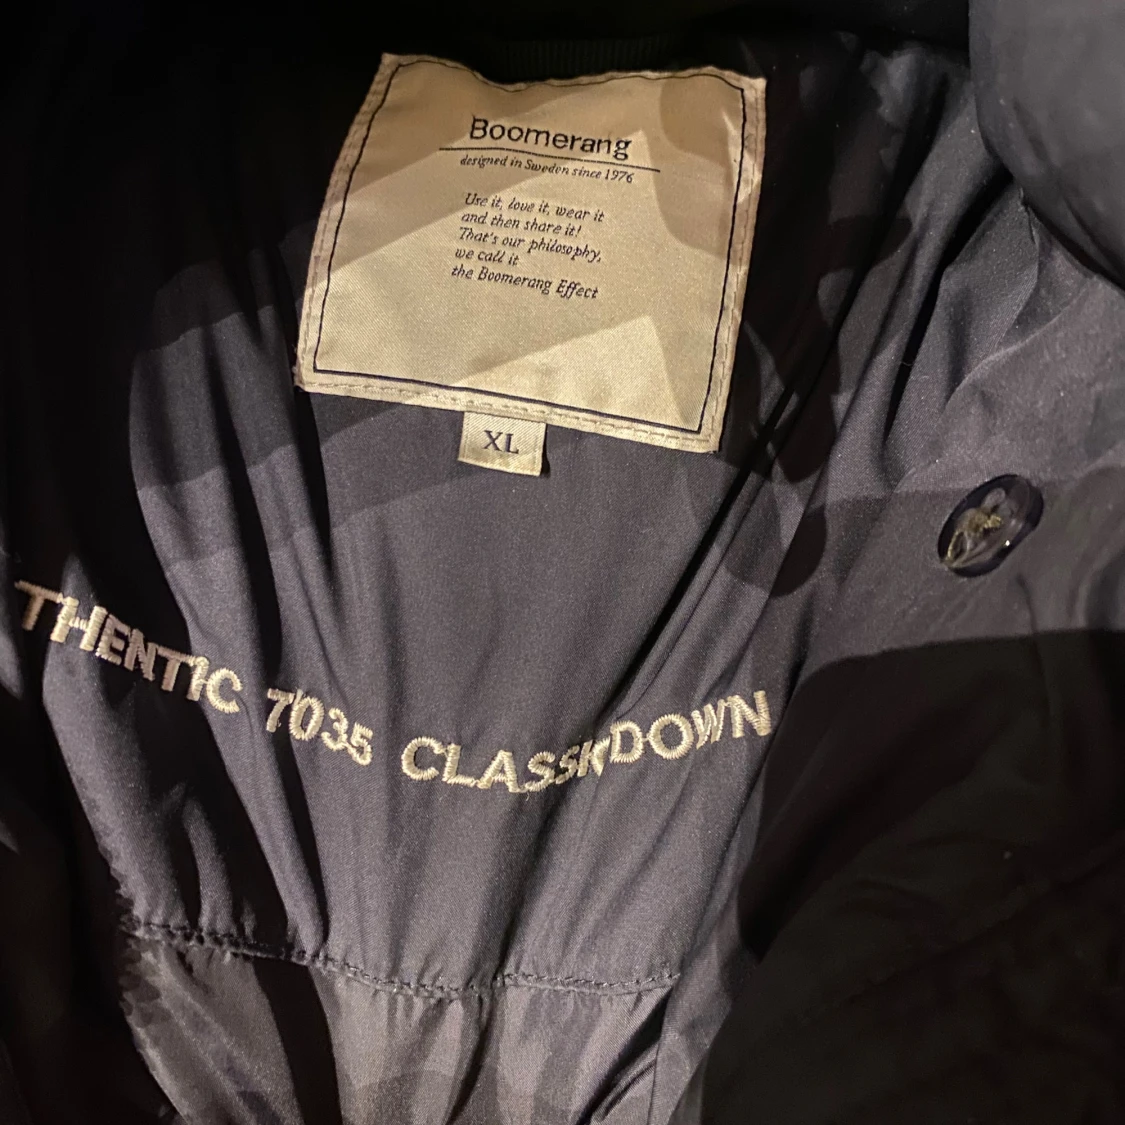 Boomerang
designed in Sweden since 1976
Use it, love it, wear it
and then share it!
That's our philosophy,
we call it
the Boomerang Effect
XL
THENTIC 7035 CLASSIC DOWN